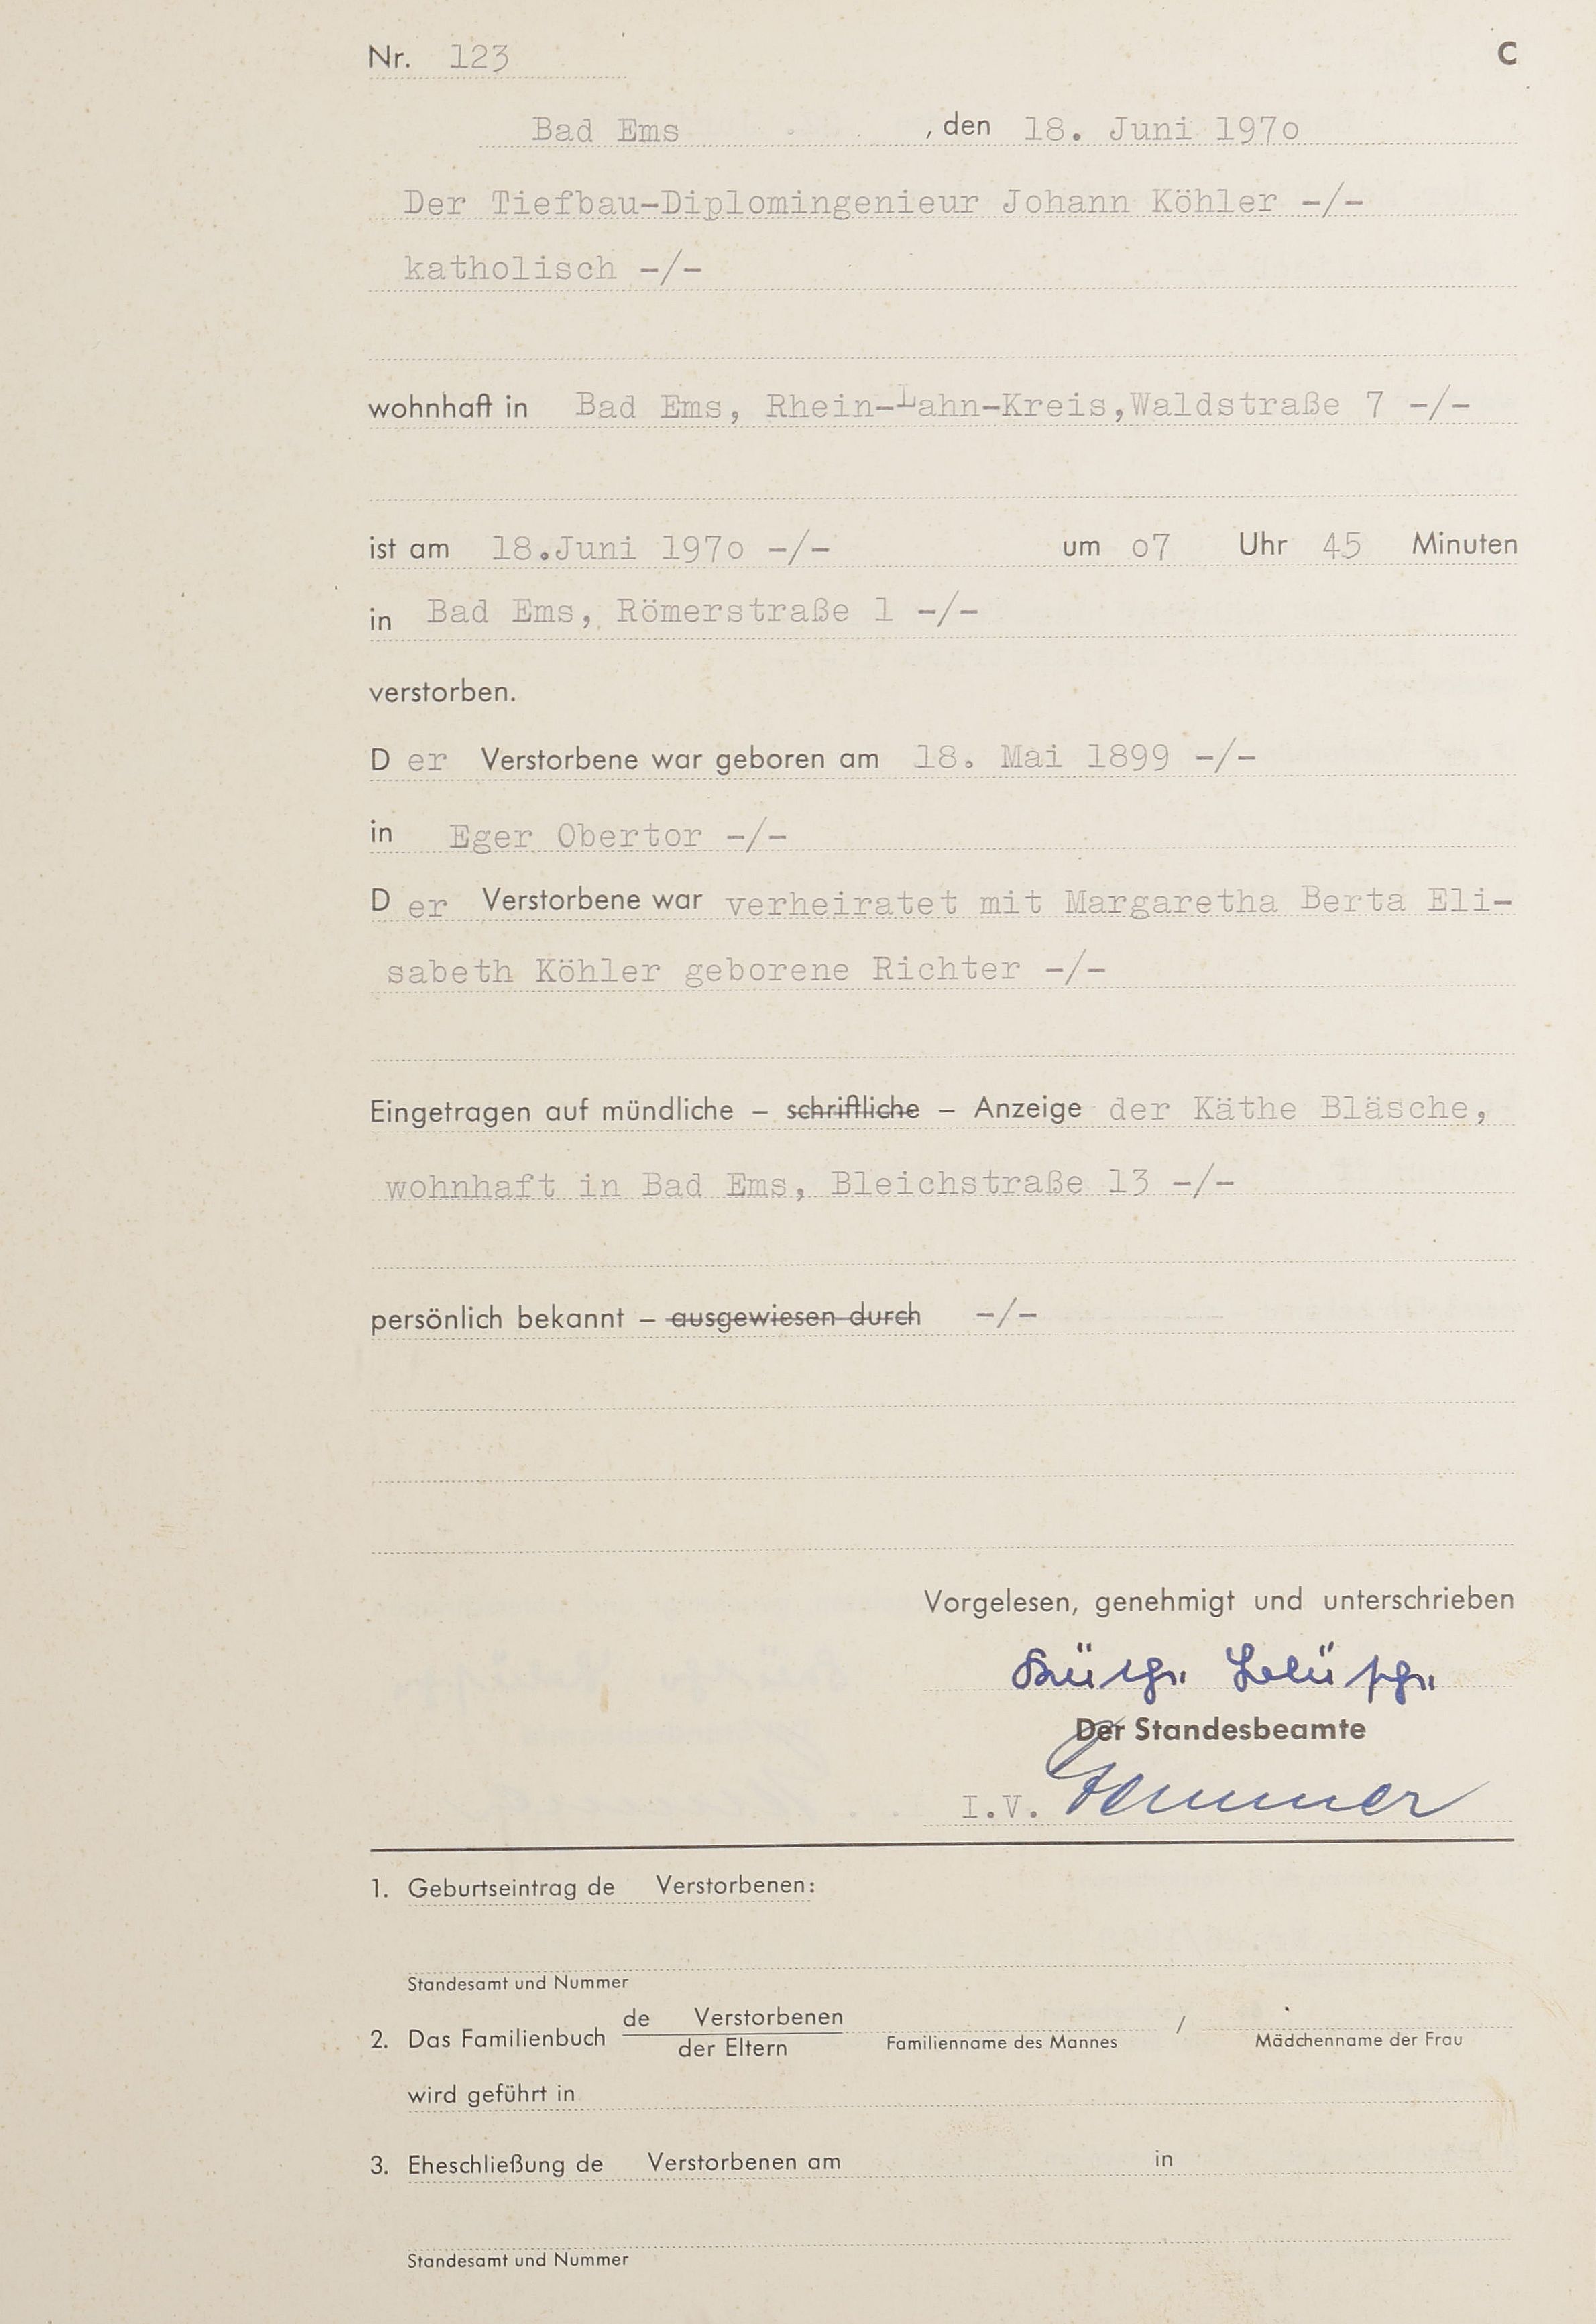 Nr. 123 C
Bad Ems , den 18. Juni 197o
Der Tiefbau-Diplomingenieur Johann Köhler -/-
katholisch -/-
wohnhaft in Bad Ems, Rhein-Lahn-Kreis,Waldstraße 7 -/-
ist am 18.Juni 197o -/- um o7 Uhr 45 Minuten
in Bad Ems, Römerstraße 1 -/-
verstorben.
D er Verstorbene war geboren am 18. Mai 1899 -/-
in Eger Obertor -/-
D er Verstorbene war verheiratet mit Margaretha Berta Eli-
sabeth Köhler geborene Richter -/-
Eingetragen auf mündliche – schriftliche – Anzeige der Käthe Bläsche,
wohnhaft in Bad Ems, Bleichstraße 13 -/-
persönlich bekannt – ausgewiesen durch -/-
Vorgelesen, genehmigt und unterschrieben
Käthe Bläsche
Der Standesbeamte
I.V.
1. Geburtseintrag de Verstorbenen:
Standesamt und Nummer
de Verstorbenen
2. Das Familienbuch der Eltern Familienname des Mannes / Mädchenname der Frau
wird geführt in
3. Eheschließung de Verstorbenen am in
Standesamt und Nummer